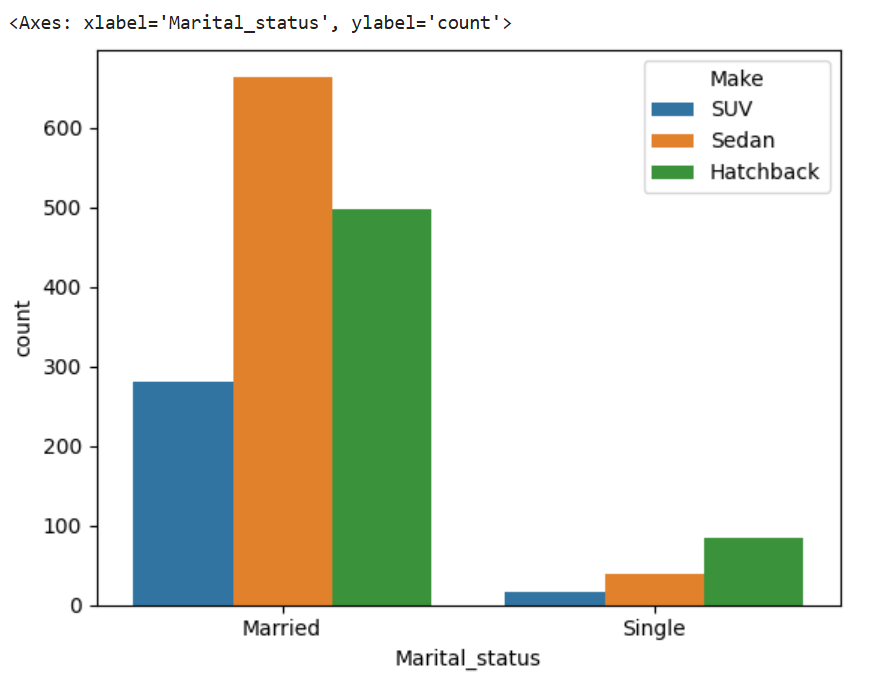 <Axes: xlabel='Marital_status', ylabel='count'>
Make
SUV
Sedan
Hatchback
600
500
400
300
200
100
0
count
Married
Single
Marital_status